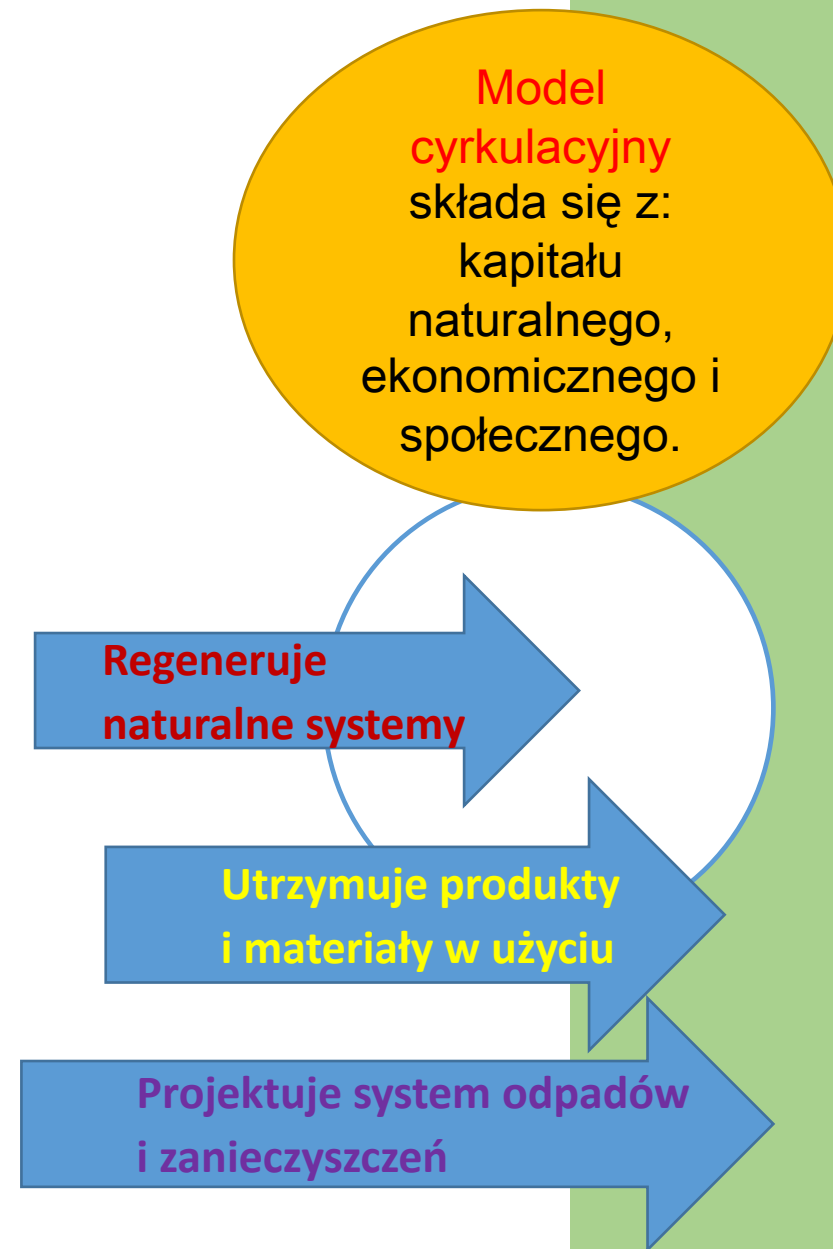 Model
cyrkulacyjny
składa się z:
kapitału
naturalnego,
ekonomicznego i
społecznego.
Regeneruje
naturalne systemy
Utrzymuje produkty
i materiały w użyciu
Projektuje system odpadów
i zanieczyszczeń